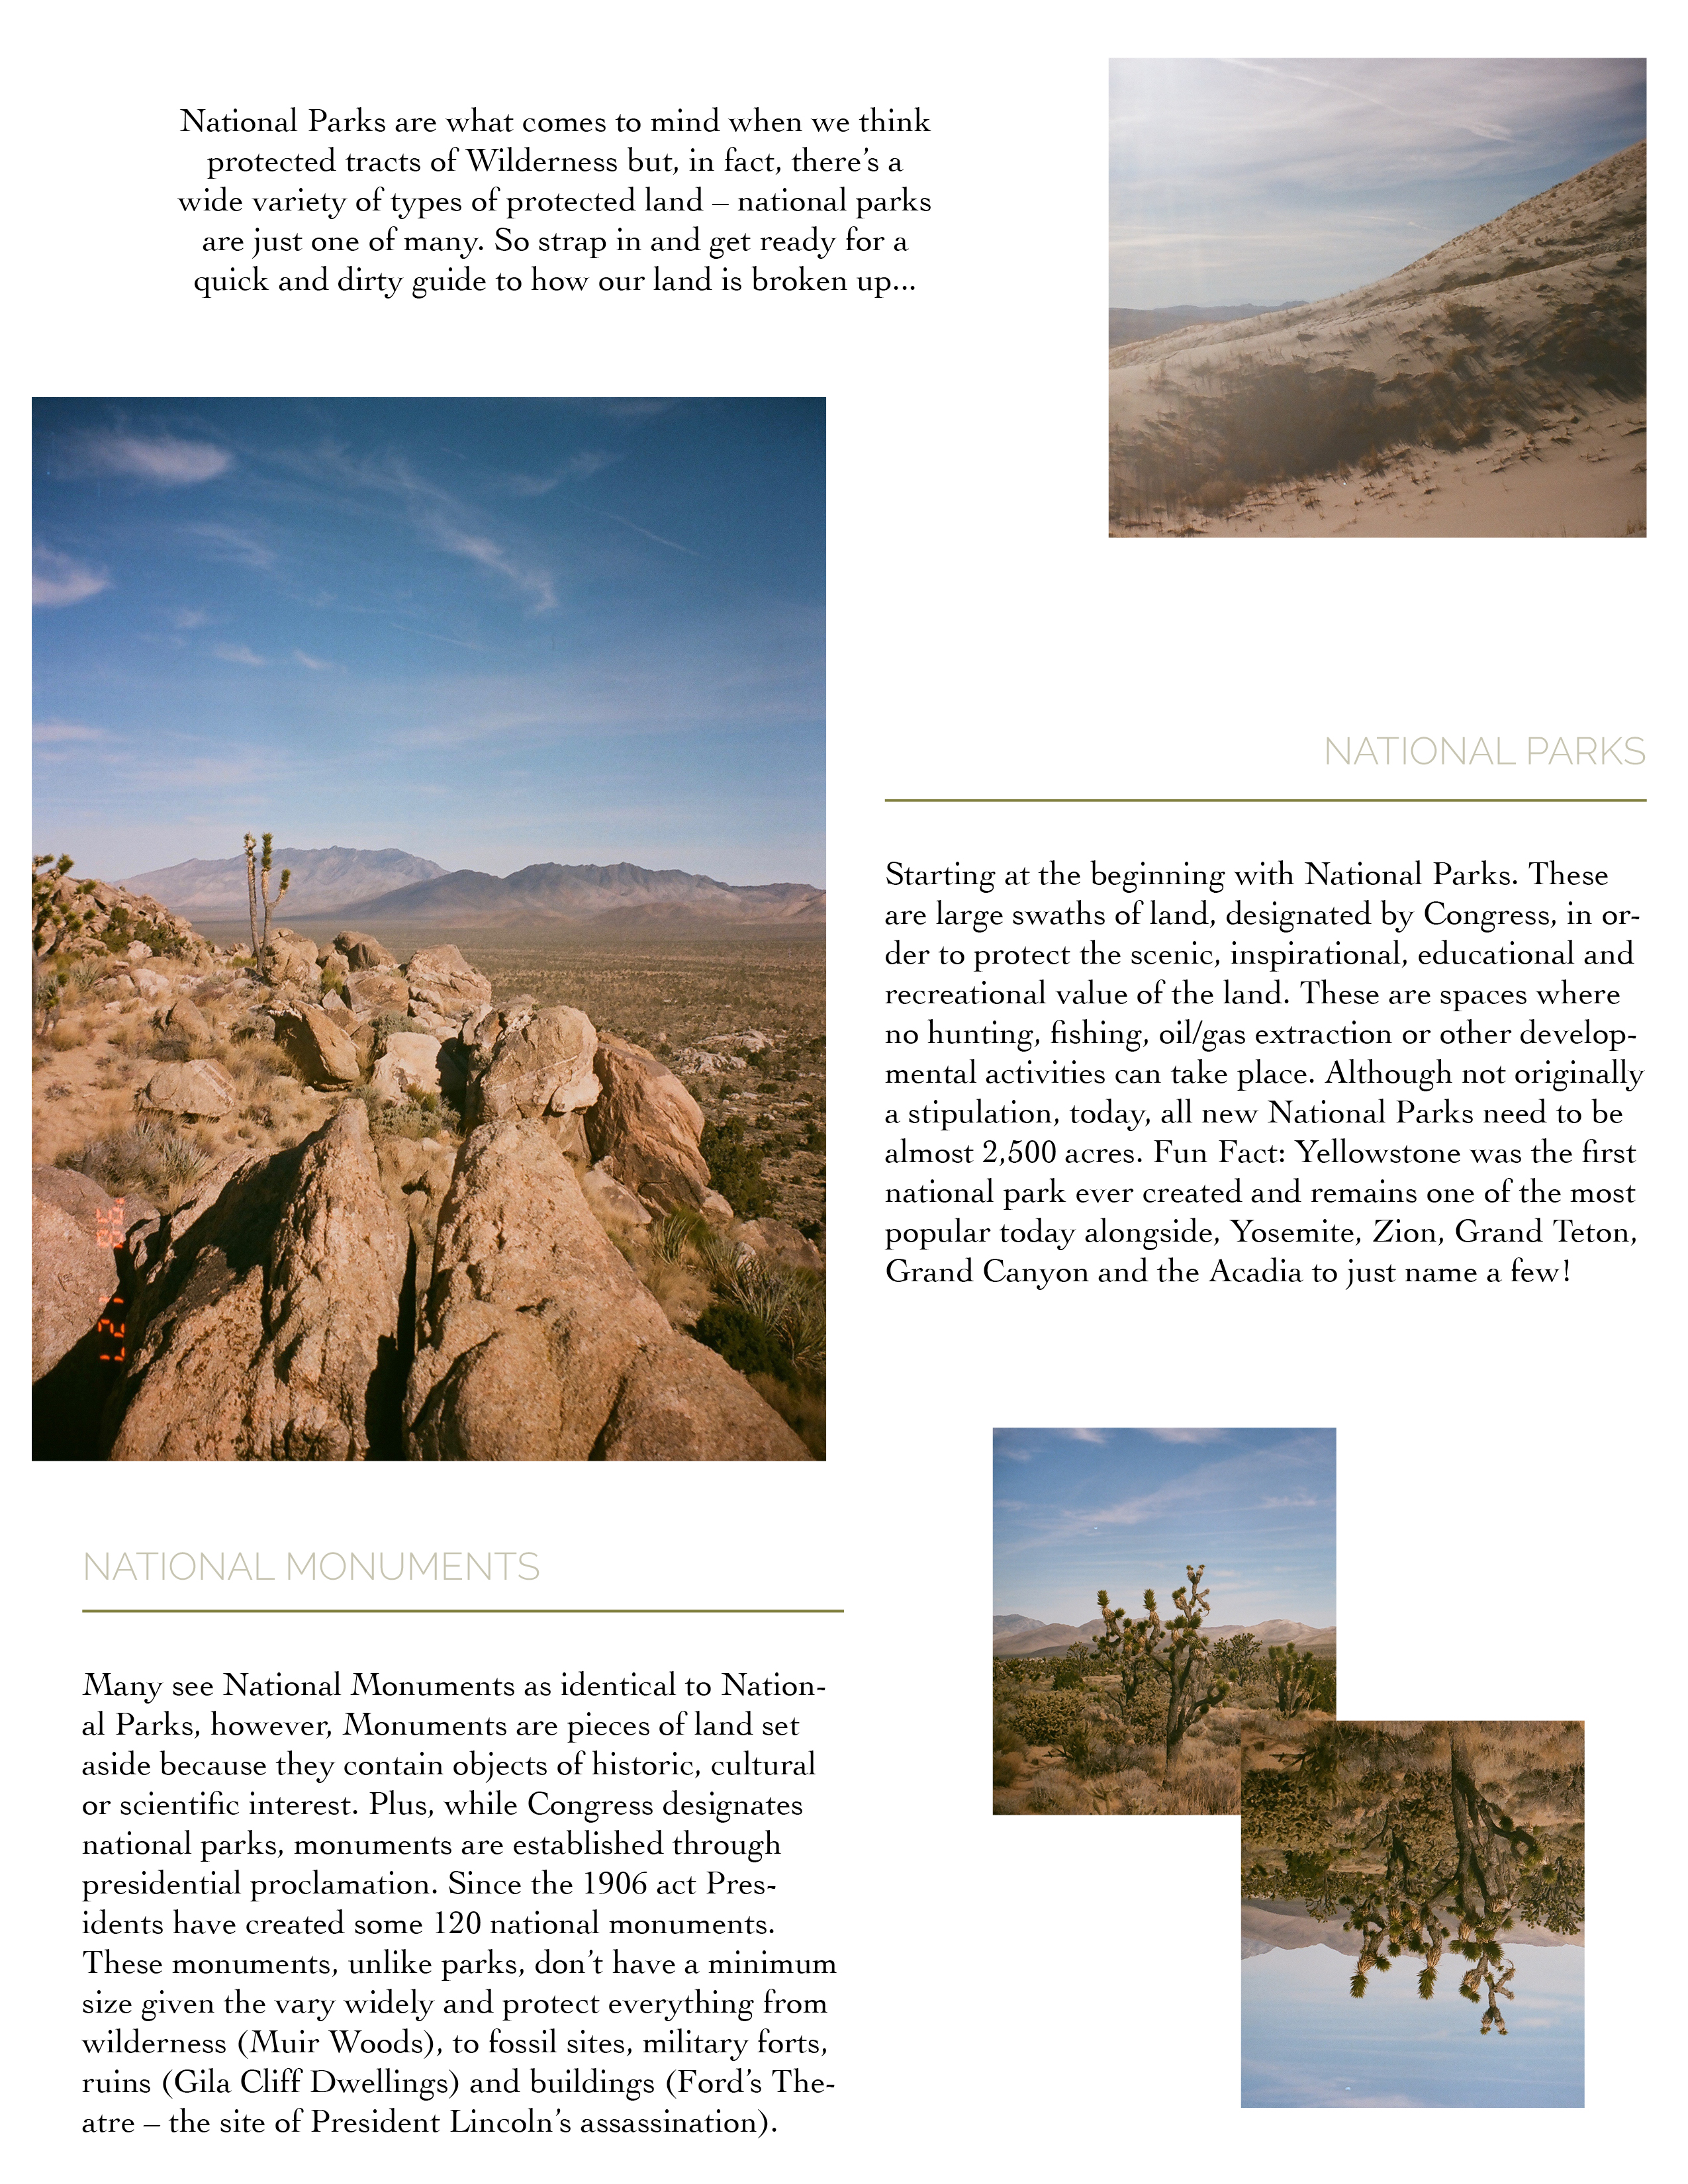 National Parks are what comes to mind when we think
protected tracts of Wilderness but, in fact, there's a
wide variety of types of protected land – national parks
are just one of many. So strap in and get ready for a
quick and dirty guide to how our land is broken up...
NATIONAL PARKS
Starting at the beginning with National Parks. These
are large swaths of land, designated by Congress, in or-
der to protect the scenic, inspirational, educational and
recreational value of the land. These are spaces where
no hunting, fishing, oil/gas extraction or other develop-
mental activities can take place. Although not originally
a stipulation, today, all new National Parks need to be
almost 2,500 acres. Fun Fact: Yellowstone was the first
national park ever created and remains one of the most
popular today alongside, Yosemite, Zion, Grand Teton,
Grand Canyon and the Acadia to just name a few!
NATIONAL MONUMENTS
Many see National Monuments as identical to Nation-
al Parks, however, Monuments are pieces of land set
aside because they contain objects of historic, cultural
or scientific interest. Plus, while Congress designates
national parks, monuments are established through
presidential proclamation. Since the 1906 act Pres-
idents have created some 120 national monuments.
These monuments, unlike parks, don't have a minimum
size given the vary widely and protect everything from
wilderness (Muir Woods), to fossil sites, military forts,
ruins (Gila Cliff Dwellings) and buildings (Ford's The-
atre – the site of President Lincoln's assassination).